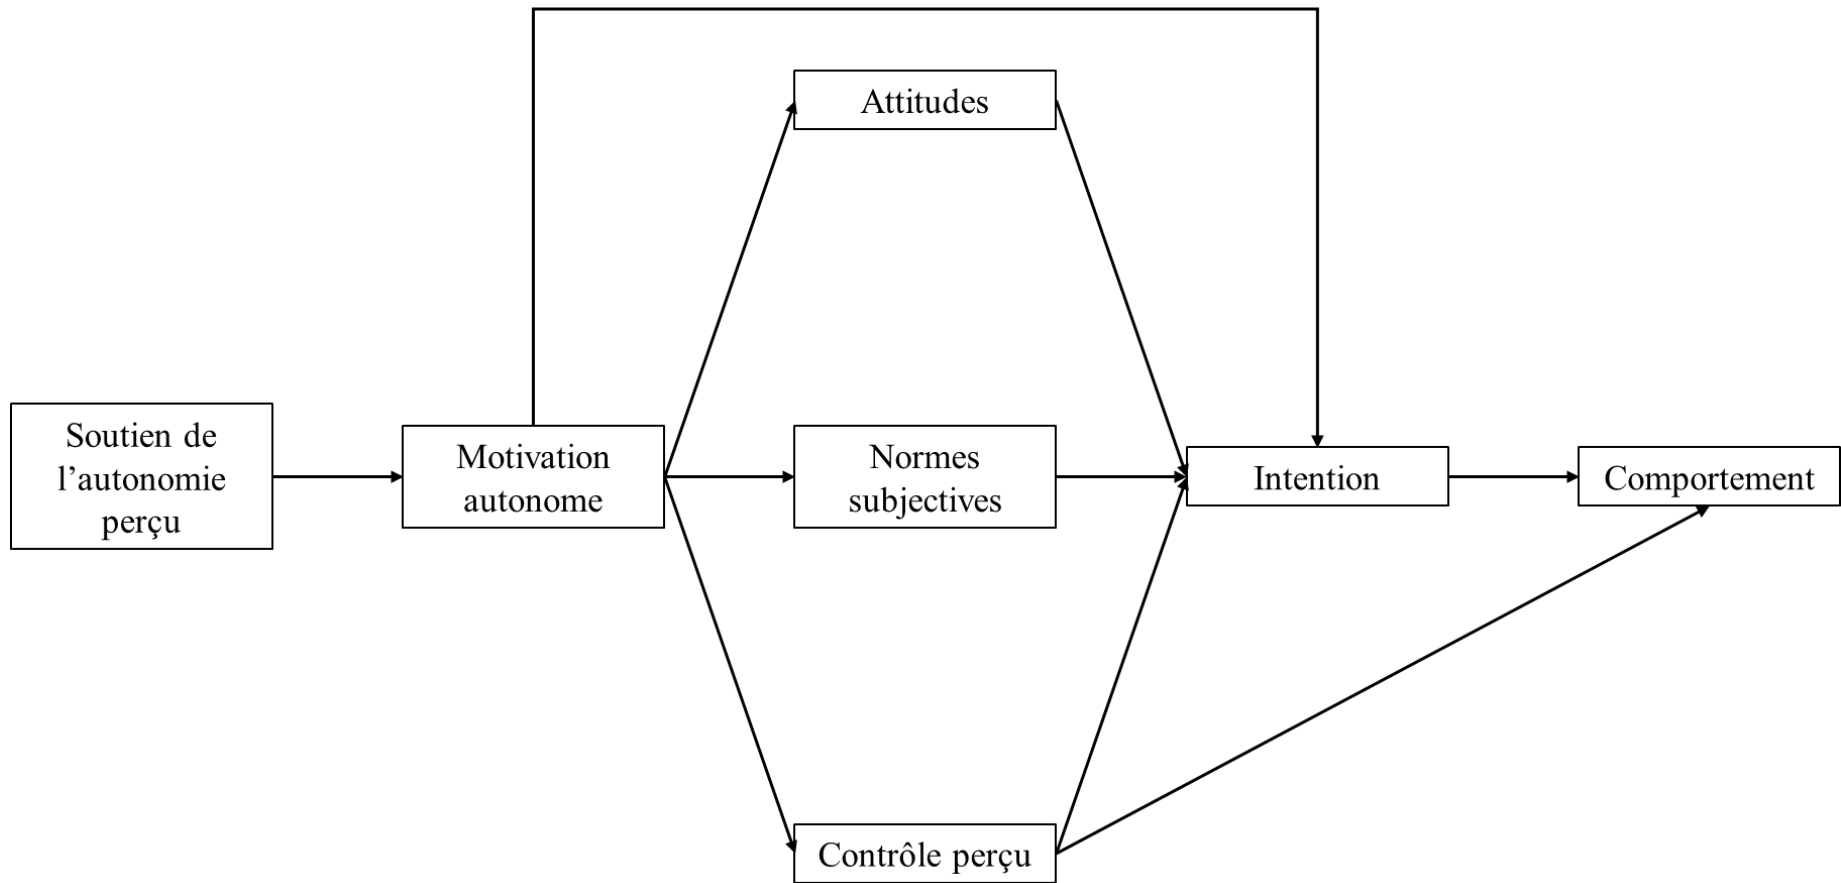 Attitudes
Soutien de
l’autonomie
perçu
Motivation
autonome
Normes
subjectives
Intention
Comportement
Contrôle perçu